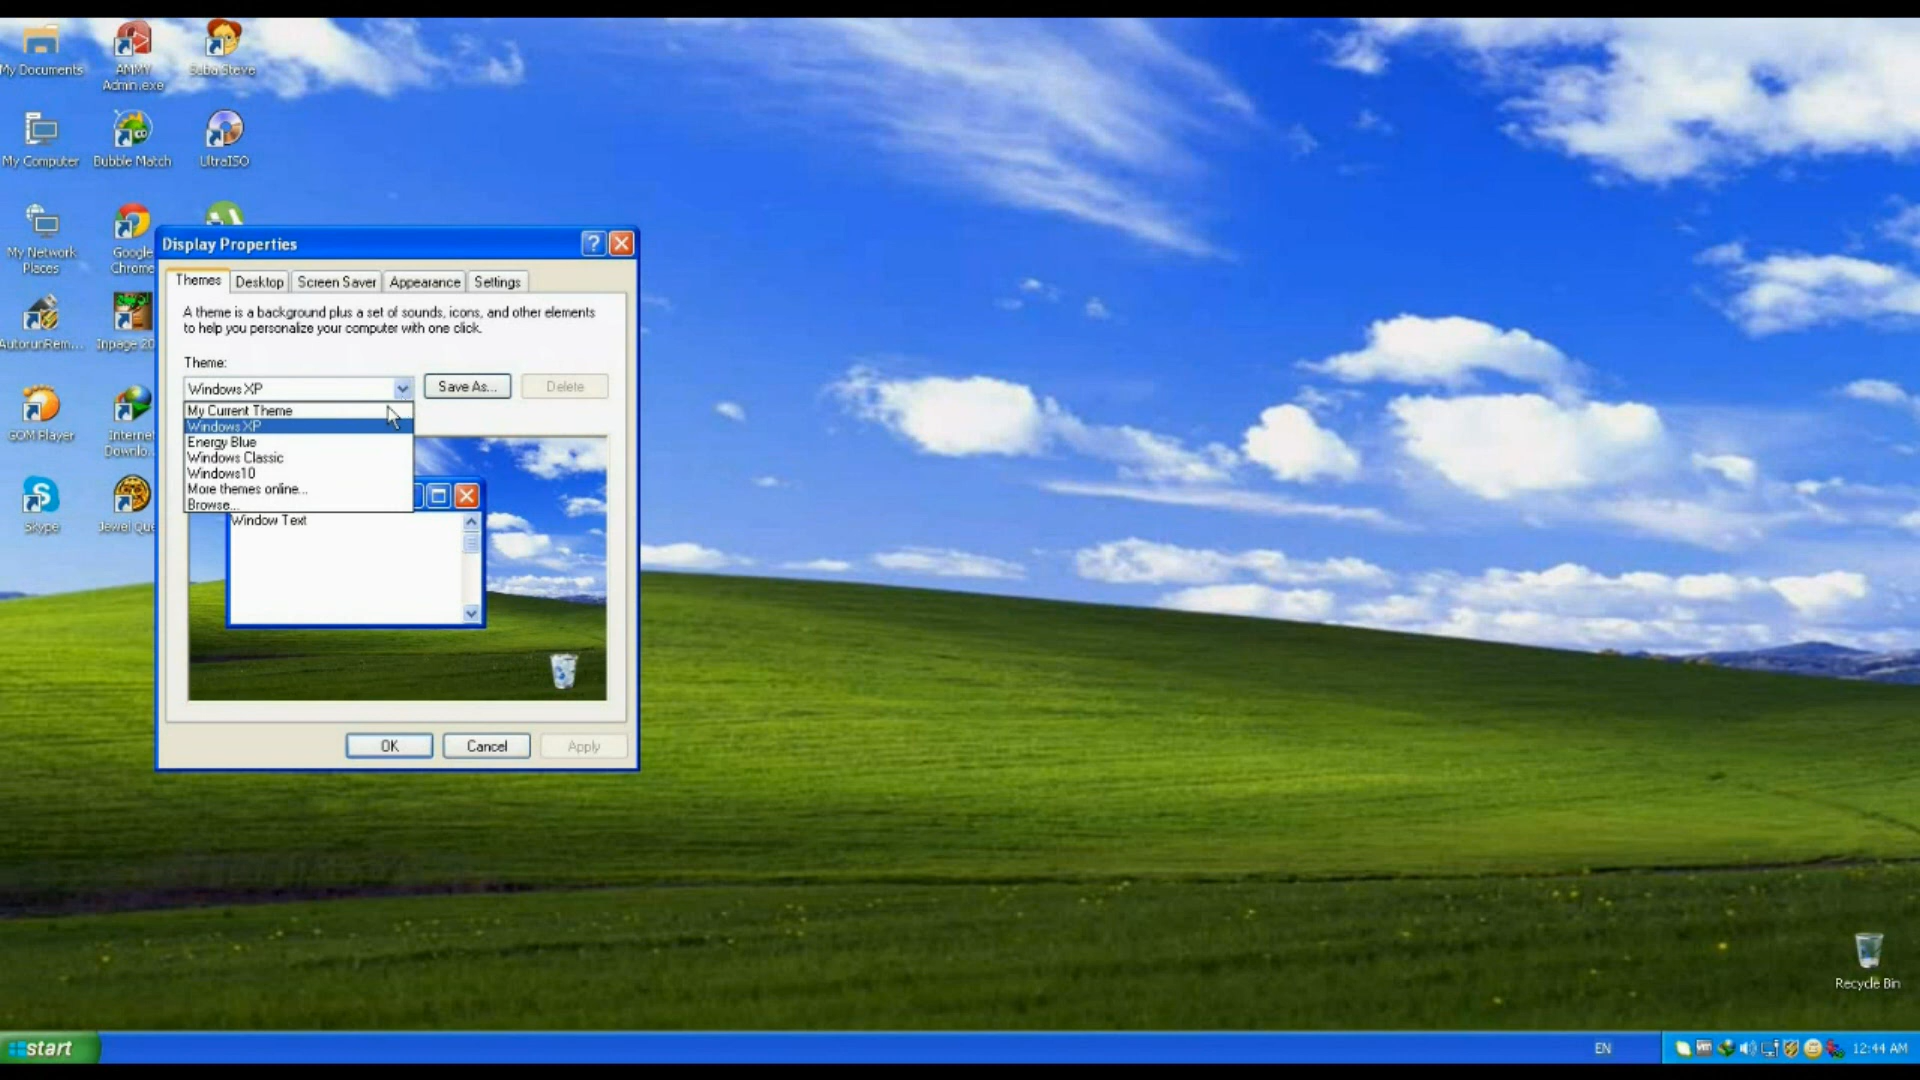 My Documents
AMMY
Admin.exe
Suba Steve
My Computer
Bubble Match
UltraISO
My Network
Places
Google
Chrome
AutorunRem...
Inpage 20
GOM Player
Internet
Downlo...
Skype
Jewel Que
Display Properties
Themes
Desktop
Screen Saver
Appearance
Settings
A theme is a background plus a set of sounds, icons, and other elements
to help you personalize your computer with one click.
Theme:
Windows XP
Save As...
Delete
My Current Theme
Windows XP
Energy Blue
Windows Classic
Windows10
More themes online...
Browse...
Window Text
OK
Cancel
Apply
Recycle Bin
start
EN
12:44 AM